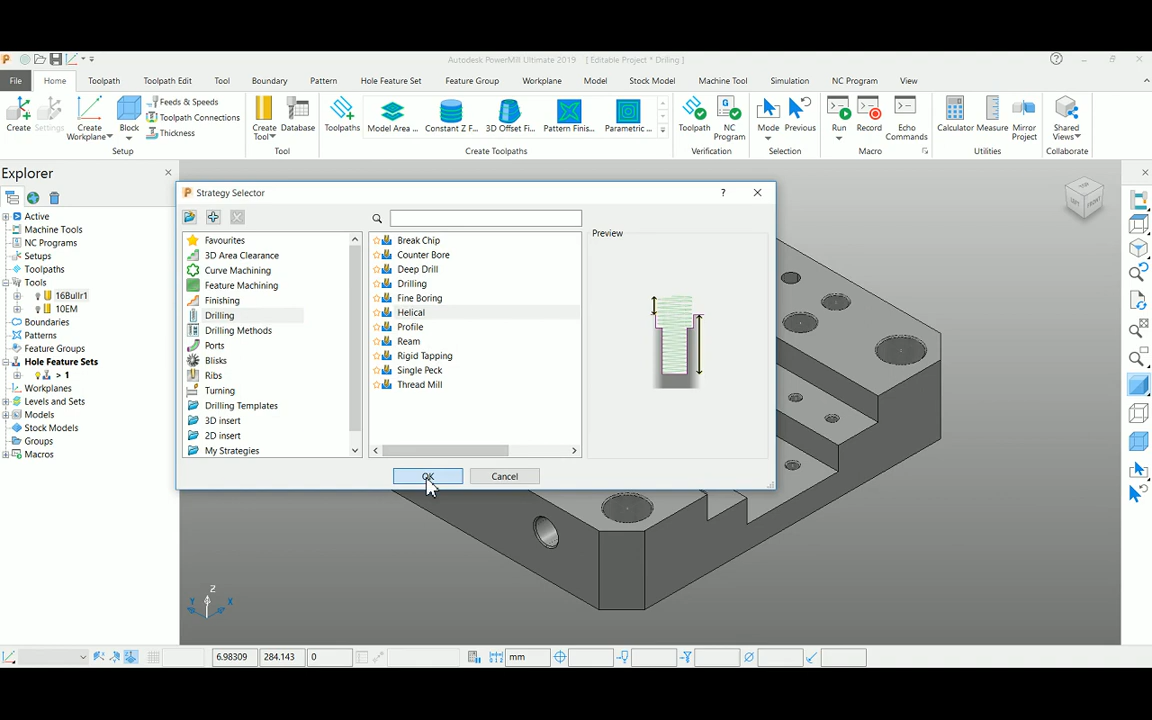 Autodesk PowerMill Ultimate 2019 [ Editable Project * Drilling ]
File Home Toolpath Toolpath Edit Tool Boundary Pattern Hole Feature Set Feature Group Workplane Model Stock Model Machine Tool Simulation NC Program View
Create Settings Create Workplane Block Feeds & Speeds Toolpath Connections Thickness
Create Tool Database Toolpaths Model Area ... Constant Z F... 3D Offset Fi... Pattern Finis... Parametric ...
Toolpath NC Program Mode Previous Run Record Echo Commands Calculator Measure Mirror Project Shared Views
Setup Tool Create Toolpaths Verification Selection Macro Utilities Collaborate
Explorer
Active
Machine Tools
NC Programs
Setups
Toolpaths
Tools
16Bullr1
10EM
Boundaries
Patterns
Feature Groups
Hole Feature Sets
> 1
Workplanes
Levels and Sets
Models
Stock Models
Groups
Macros
Strategy Selector
Favourites
3D Area Clearance
Curve Machining
Feature Machining
Finishing
Drilling
Drilling Methods
Ports
Blisks
Ribs
Turning
Drilling Templates
3D insert
2D insert
My Strategies
Break Chip
Counter Bore
Deep Drill
Drilling
Fine Boring
Helical
Profile
Ream
Rigid Tapping
Single Peck
Thread Mill
Preview
OK Cancel
TOP
LEFT FRONT
Z
Y X
6.98309 284.143 0 mm